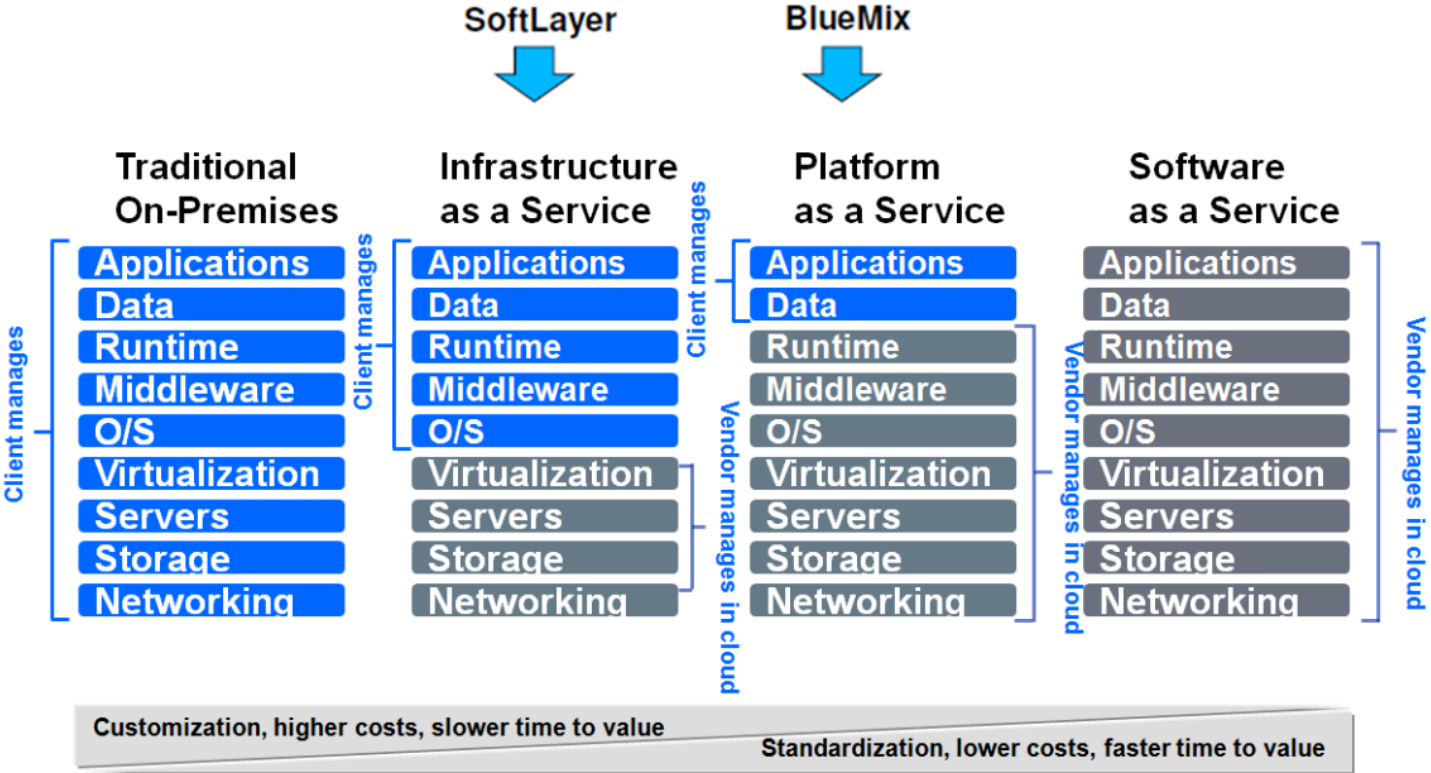 SoftLayer
BlueMix
Traditional
On-Premises
Infrastructure
as a Service
Platform
as a Service
Software
as a Service
Client manages
Applications
Data
Runtime
Middleware
O/S
Virtualization
Servers
Storage
Networking
Client manages
Applications
Data
Runtime
Middleware
O/S
Virtualization
Servers
Storage
Networking
Vendor manages in cloud
Client manages
Applications
Data
Runtime
Middleware
O/S
Virtualization
Servers
Storage
Networking
Vendor manages in cloud
Applications
Data
Runtime
Middleware
O/S
Virtualization
Servers
Storage
Networking
Vendor manages in cloud
Customization, higher costs, slower time to value
Standardization, lower costs, faster time to value